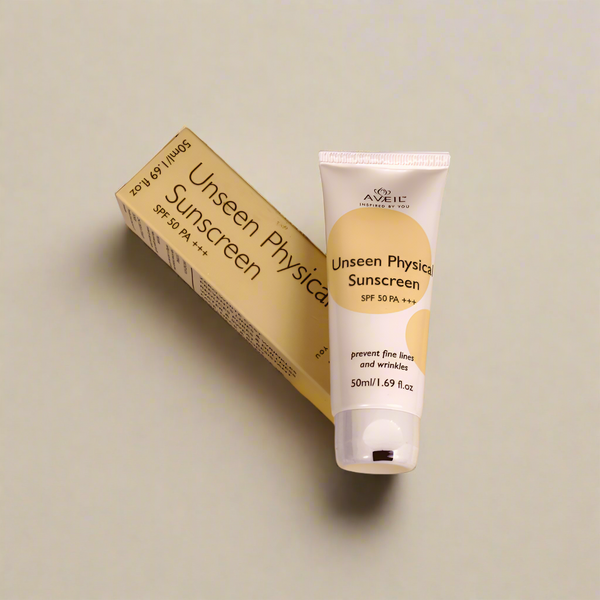 50ml/1.69 fl.oz
Unseen Physical
Sunscreen
SPF 50 PA +++
AVEIL
INSPIRED BY YOU
Unseen Physical
Sunscreen
SPF 50 PA +++
prevent fine lines
and wrinkles
50ml/1.69 fl.oz